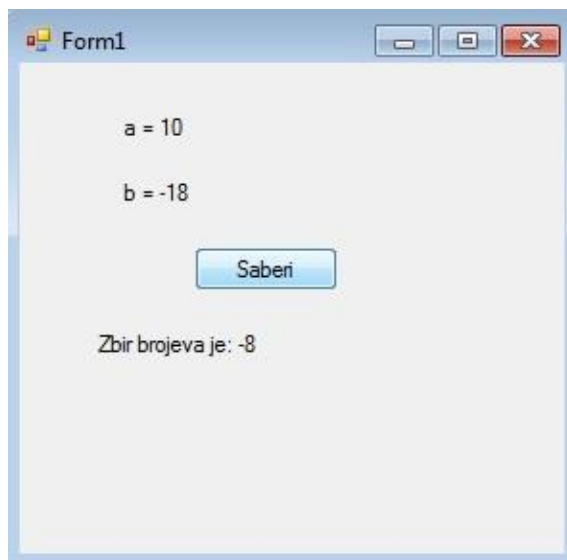 Form1
a = 10
b = -18
Saberi
Zbir brojeva je: -8